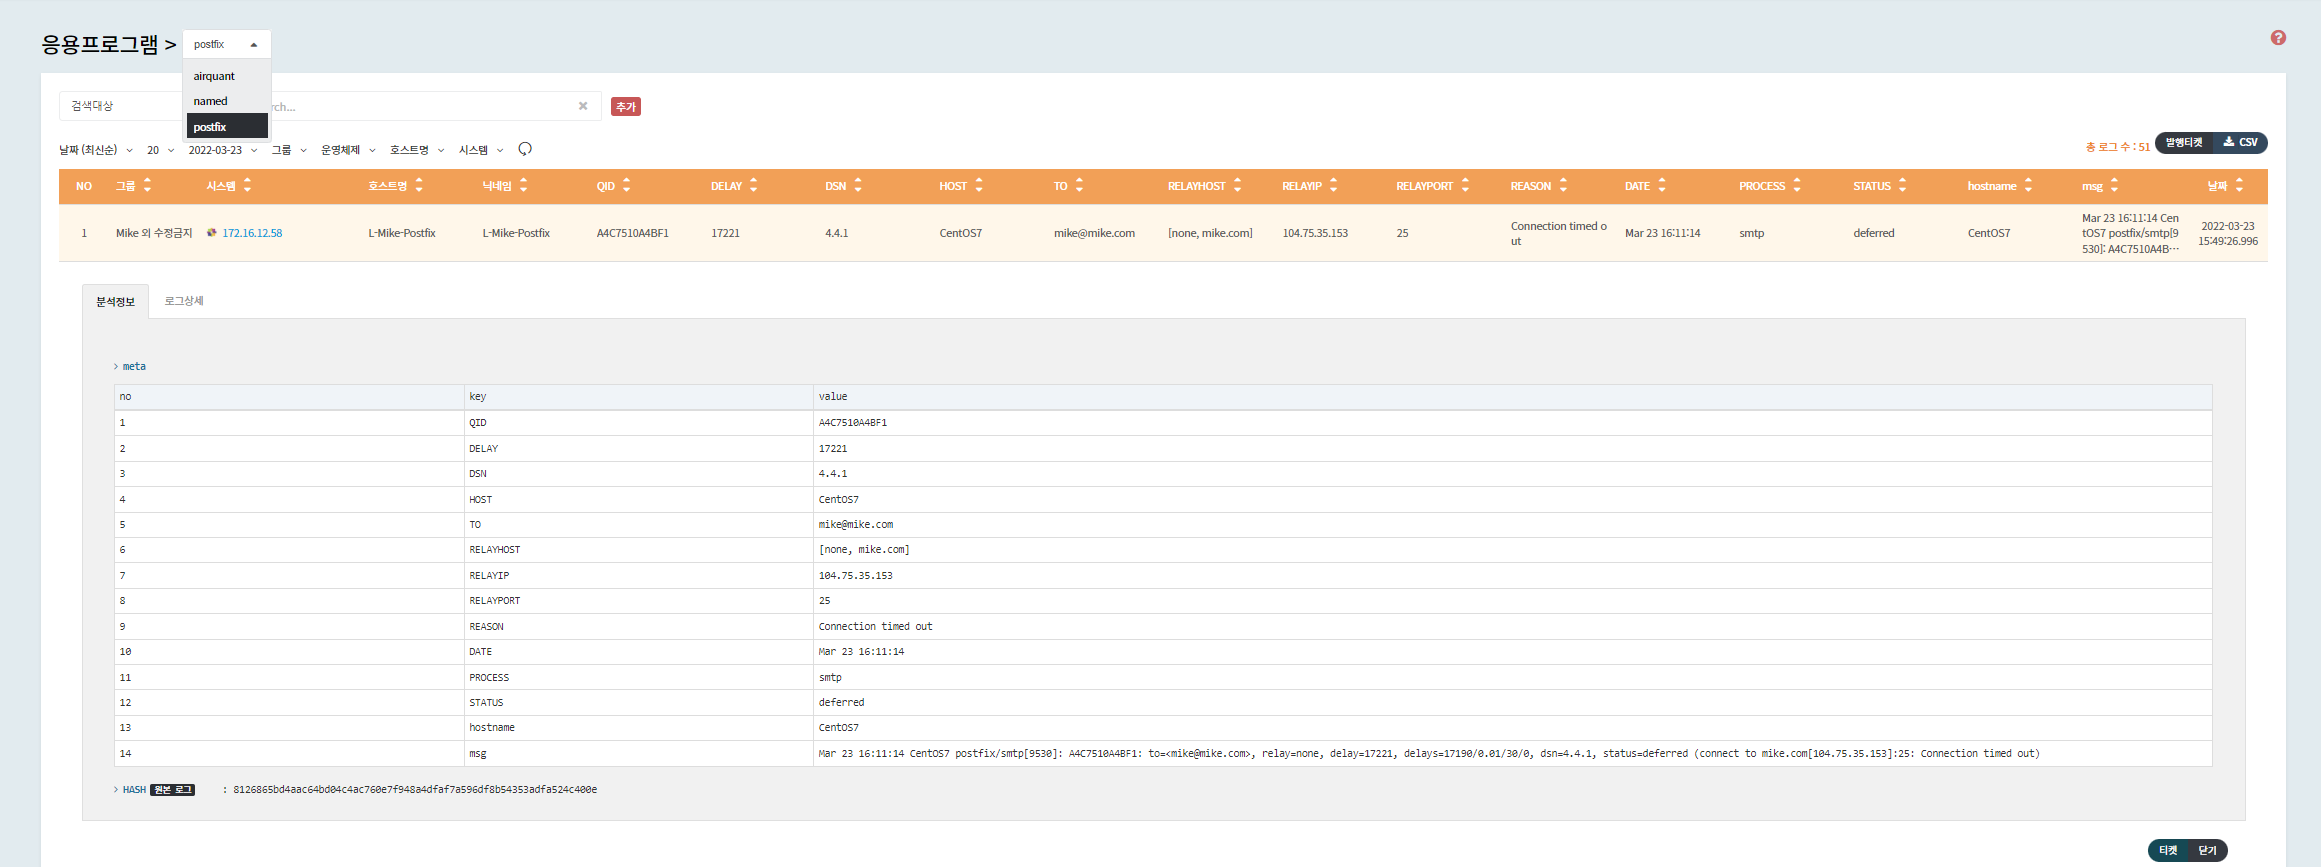 응용프로그램 > postfix
airquant
named
postfix
검색대상 rch... 추가
날짜 (최신순) 20 2022-03-23 그룹 운영체제 호스트명 시스템
총 로그 수 : 51 발행티켓 CSV
NO 그룹 시스템 호스트명 닉네임 QID DELAY DSN HOST TO RELAYHOST RELAYIP RELAYPORT REASON DATE PROCESS STATUS hostname msg 날짜
1 Mike 외 수정금지 172.16.12.58 L-Mike-Postfix L-Mike-Postfix A4C7510A4BF1 17221 4.4.1 CentOS7 mike@mike.com [none, mike.com] 104.75.35.153 25 Connection timed o
ut Mar 23 16:11:14 smtp deferred CentOS7 Mar 23 16:11:14 Cen
tOS7 postfix/smtp[9
530]: A4C7510A4B… 2022-03-23
15:49:26.996
분석정보 로그상세
> meta
no key value
1 QID A4C7510A4BF1
2 DELAY 17221
3 DSN 4.4.1
4 HOST CentOS7
5 TO mike@mike.com
6 RELAYHOST [none, mike.com]
7 RELAYIP 104.75.35.153
8 RELAYPORT 25
9 REASON Connection timed out
10 DATE Mar 23 16:11:14
11 PROCESS smtp
12 STATUS deferred
13 hostname CentOS7
14 msg Mar 23 16:11:14 CentOS7 postfix/smtp[9530]: A4C7510A4BF1: to=<mike@mike.com>, relay=none, delay=17221, delays=17190/0.01/30/0, dsn=4.4.1, status=deferred (connect to mike.com[104.75.35.153]:25: Connection timed out)
> HASH 원본 로그 : 8126865bd4aac64bd04c4ac760e7f948a4dfaf7a596df8b54353adfa524c400e
티켓 닫기